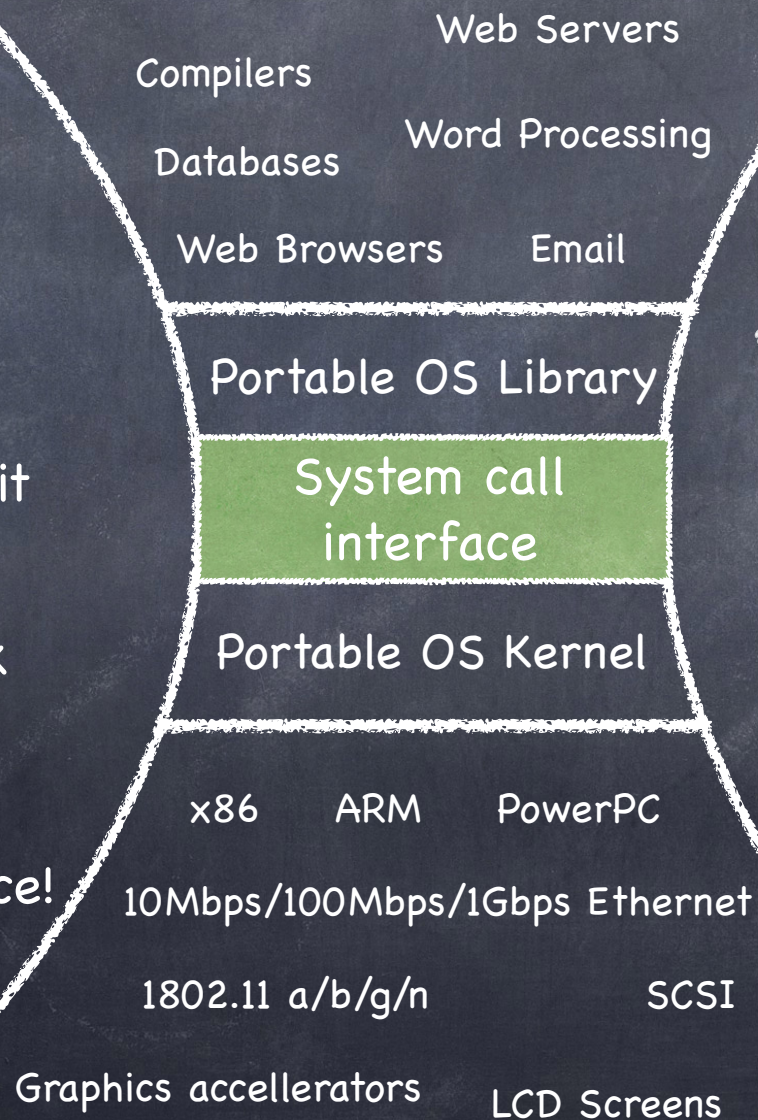 Web Servers
Compilers
Word Processing
Databases
Web Browsers Email
Portable OS Library
it
System call
interface
Portable OS Kernel
x86 ARM PowerPC
ce!
10Mbps/100Mbps/1Gbps Ethernet
1802.11 a/b/g/n SCSI
Graphics accellerators
LCD Screens